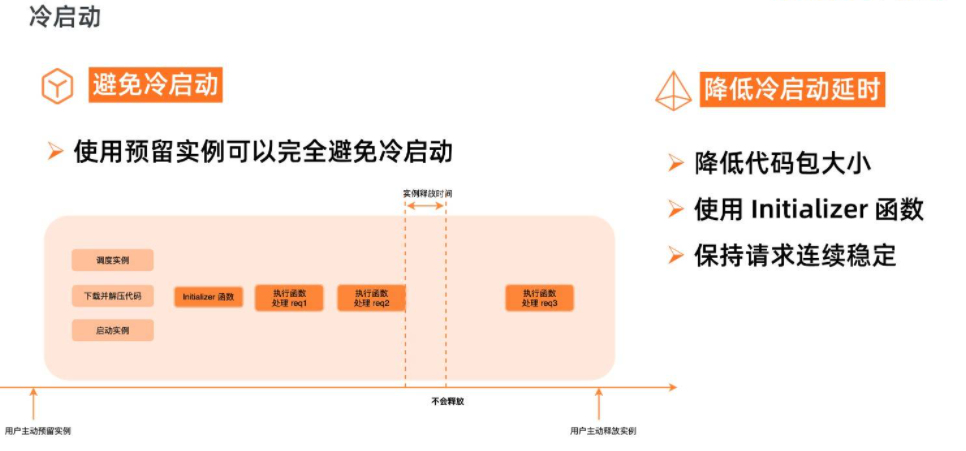 冷启动
避免冷启动
使用预留实例可以完全避免冷启动
实例释放时间
调度实例
下载并解压代码
启动实例
Initializer 函数
执行函数
处理 req1
执行函数
处理 req2
执行函数
处理 req3
不会释放
用户主动预留实例
用户主动释放实例
降低冷启动延时
降低代码包大小
使用 Initializer 函数
保持请求连续稳定